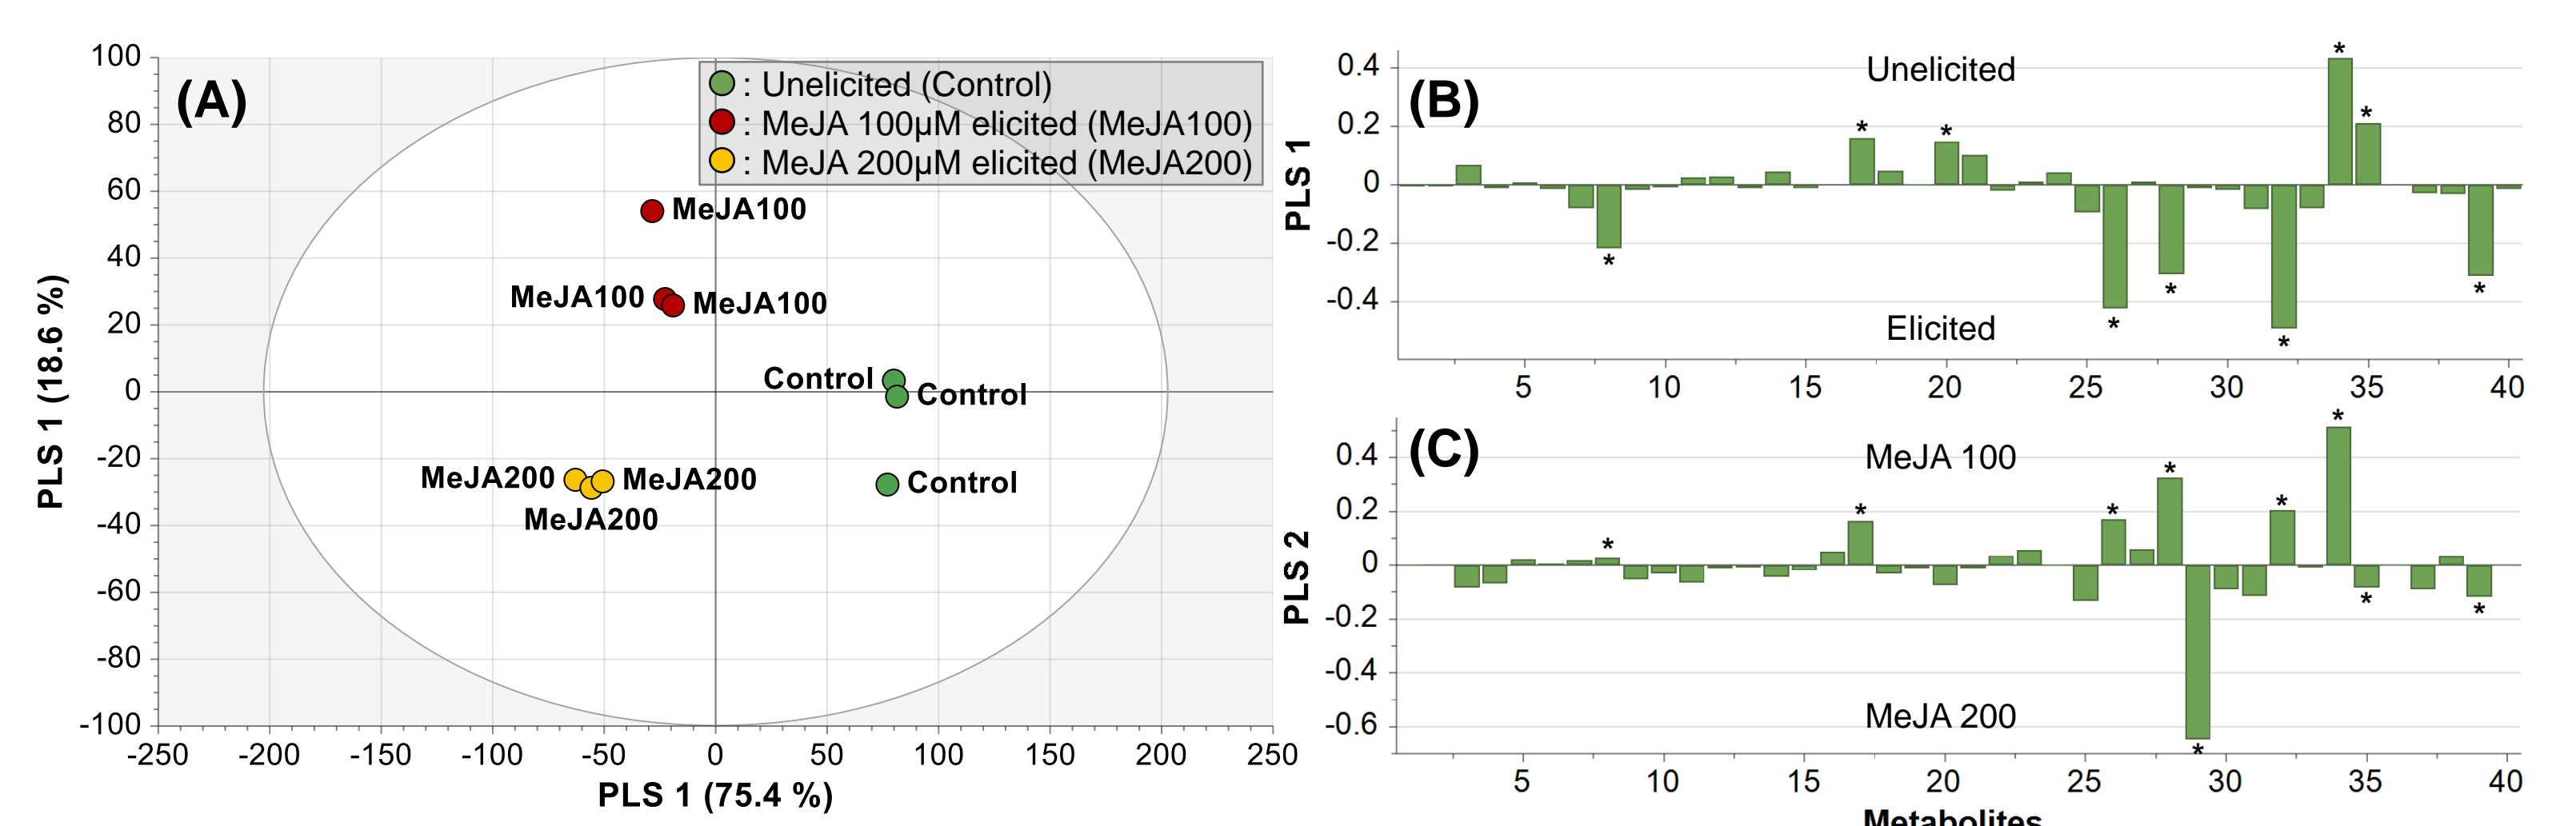 (A)
: Unelicited (Control)
: MeJA 100µM elicited (MeJA100)
: MeJA 200µM elicited (MeJA200)
100
80
60
40
20
0
-20
-40
-60
-80
-100
PLS 1 (18.6 %)
MeJA100
MeJA100 MeJA100
Control
Control
Control
MeJA200 MeJA200
MeJA200
-250 -200 -150 -100 -50 0 50 100 150 200 250
PLS 1 (75.4 %)
(B)
PLS 1
0.4
0.2
0
-0.2
-0.4
Unelicited
Elicited
* * * * * * * * *
5 10 15 20 25 30 35 40
(C)
PLS 2
0.4
0.2
0
-0.2
-0.4
-0.6
MeJA 100
MeJA 200
* * * * * * * * *
5 10 15 20 25 30 35 40
Metabolites